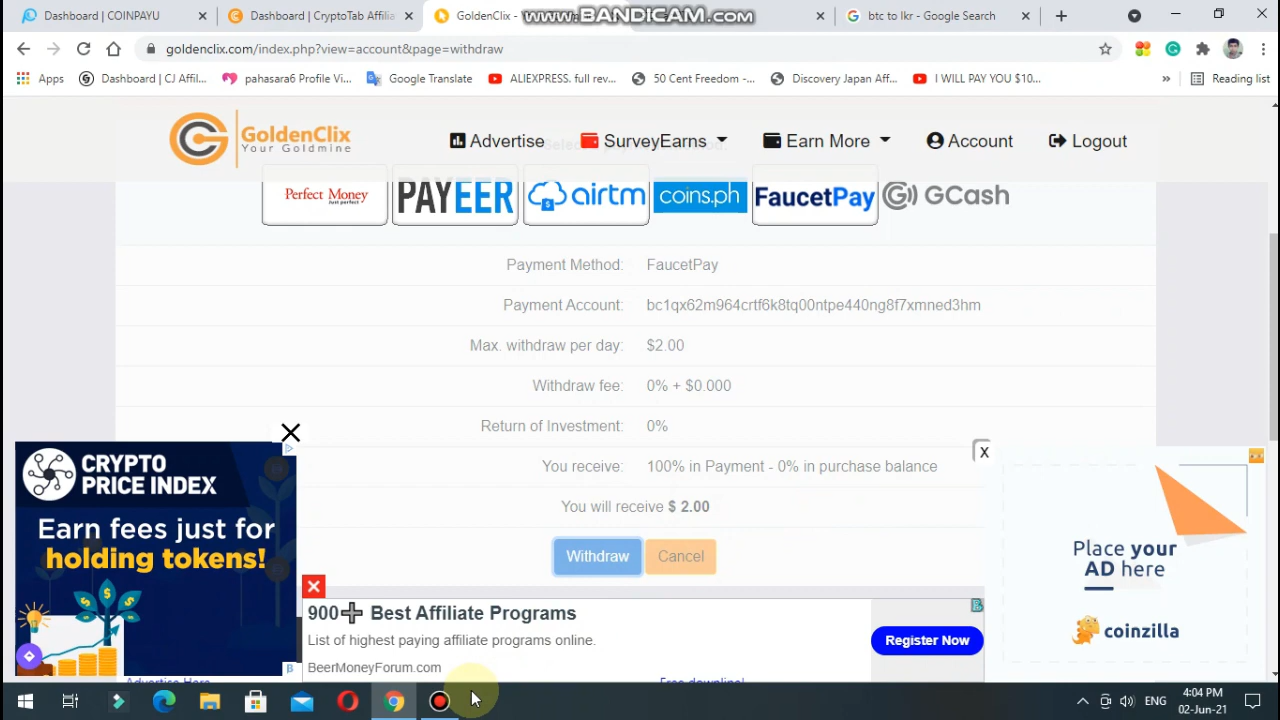 Dashboard | COINPAYU
Dashboard | CryptoTab Affilia
GoldenClix -
www.BANDICAM.com
btc to lkr - Google Search
goldenclix.com/index.php?view=account&page=withdraw
Apps
Dashboard | CJ Affil...
pahasara6 Profile Vi...
Google Translate
ALIEXPRESS. full rev...
50 Cent Freedom -...
Discovery Japan Aff...
I WILL PAY YOU $10...
»
Reading list
GoldenClix
Your Goldmine
Advertise
SurveyEarns
Earn More
Account
Logout
Perfect Money
Just perfect
PAYEER
airtm
coins.ph
FaucetPay
GCash
Payment Method: FaucetPay
Payment Account: bc1qx62m964crtf6k8tq00ntpe440ng8f7xmned3hm
Max. withdraw per day: $2.00
Withdraw fee: 0% + $0.000
Return of Investment: 0%
You receive: 100% in Payment - 0% in purchase balance
You will receive $ 2.00
Withdraw
Cancel
CRYPTO
PRICE INDEX
Earn fees just for
holding tokens!
X
Place your
AD here
coinzilla
900+ Best Affiliate Programs
List of highest paying affiliate programs online.
BeerMoneyForum.com
Register Now
Advertise Here
Free downline!
ENG
4:04 PM
02-Jun-21